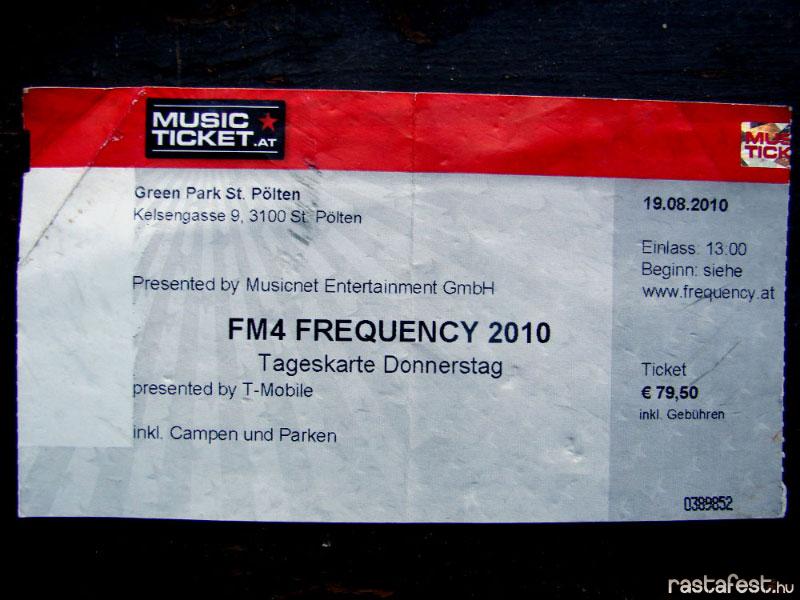 MUSIC
TICKET.AT
MUS
TICK
Green Park St. Pölten
Kelsengasse 9, 3100 St. Pölten
19.08.2010
Einlass: 13:00
Beginn: siehe
www.frequency.at
Presented by Musicnet Entertainment GmbH
FM4 FREQUENCY 2010
Tageskarte Donnerstag
presented by T-Mobile
inkl. Campen und Parken
Ticket
€ 79,50
inkl. Gebühren
0389852
rastafest.hu